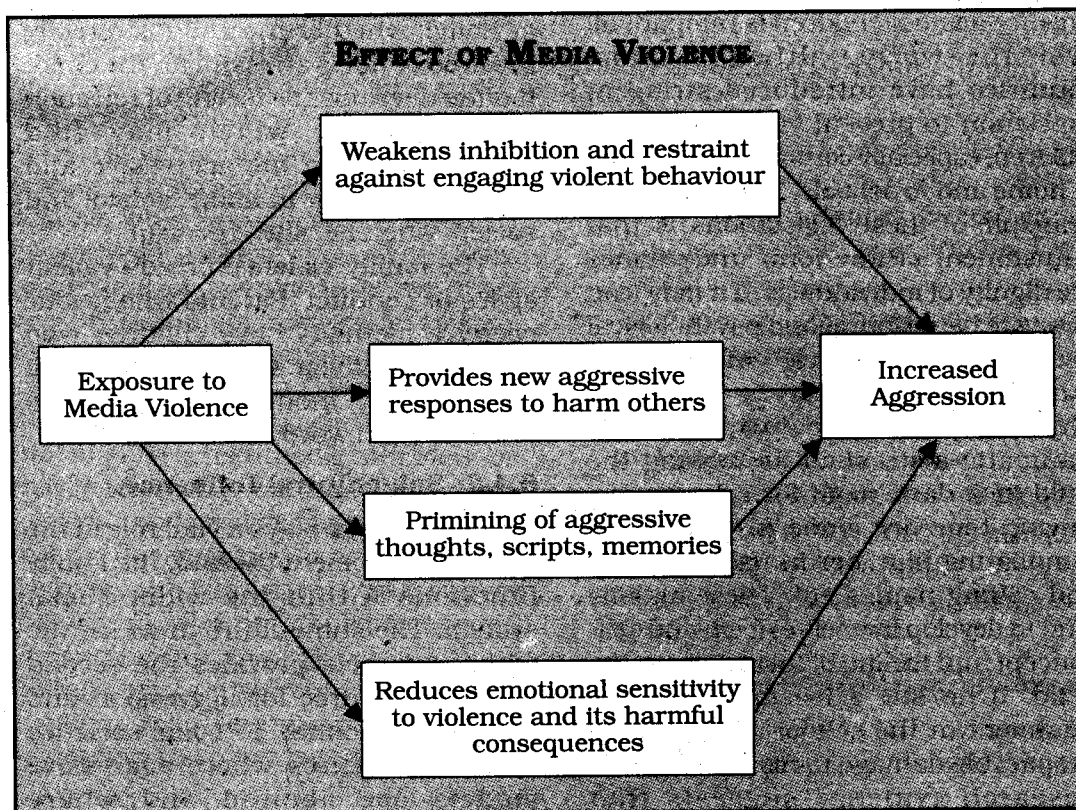 EFFECT OF MEDIA VIOLENCE
Weakens inhibition and restraint
against engaging violent behaviour
Exposure to
Media Violence
Provides new aggressive
responses to harm others
Increased
Aggression
Primining of aggressive
thoughts, scripts, memories
Reduces emotional sensitivity
to violence and its harmful
consequences